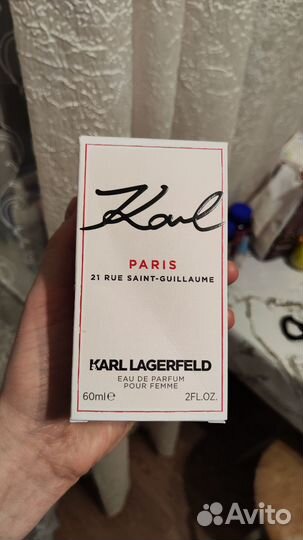 Karl
PARIS
21 RUE SAINT-GUILLAUME
KARL LAGERFELD
EAU DE PARFUM
POUR FEMME
60ml℮ 2FL.OZ.
Avito